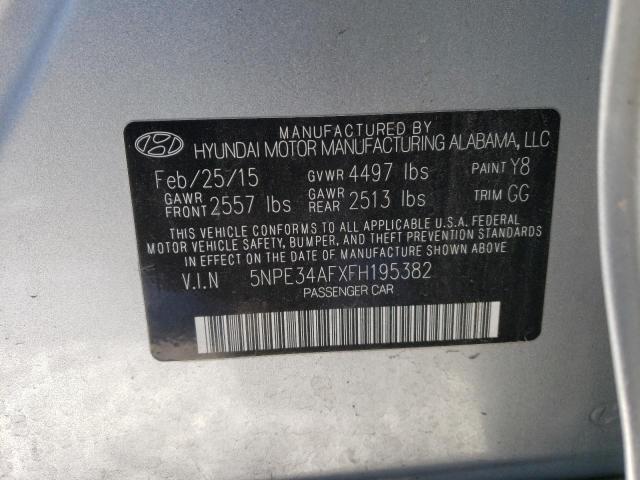 MANUFACTURED BY
HYUNDAI MOTOR MANUFACTURING ALABAMA, LLC
Feb/25/15 GVWR 4497 lbs PAINT Y8
GAWR FRONT 2557 lbs GAWR REAR 2513 lbs TRIM GG
THIS VEHICLE CONFORMS TO ALL APPLICABLE U.S.A. FEDERAL
MOTOR VEHICLE SAFETY, BUMPER, AND THEFT PREVENTION STANDARDS
IN EFFECT ON THE DATE OF MANUFACTURE SHOWN ABOVE.
V.I.N 5NPE34AFXFH195382
PASSENGER CAR